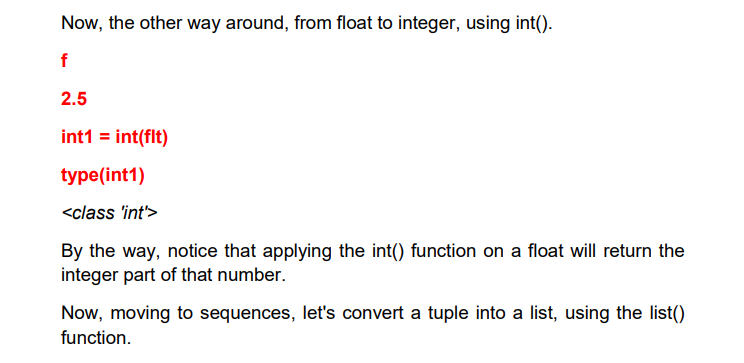 Now, the other way around, from float to integer, using int().
f
2.5
int1 = int(flt)
type(int1)
<class 'int'>
By the way, notice that applying the int() function on a float will return the
integer part of that number.
Now, moving to sequences, let's convert a tuple into a list, using the list()
function.